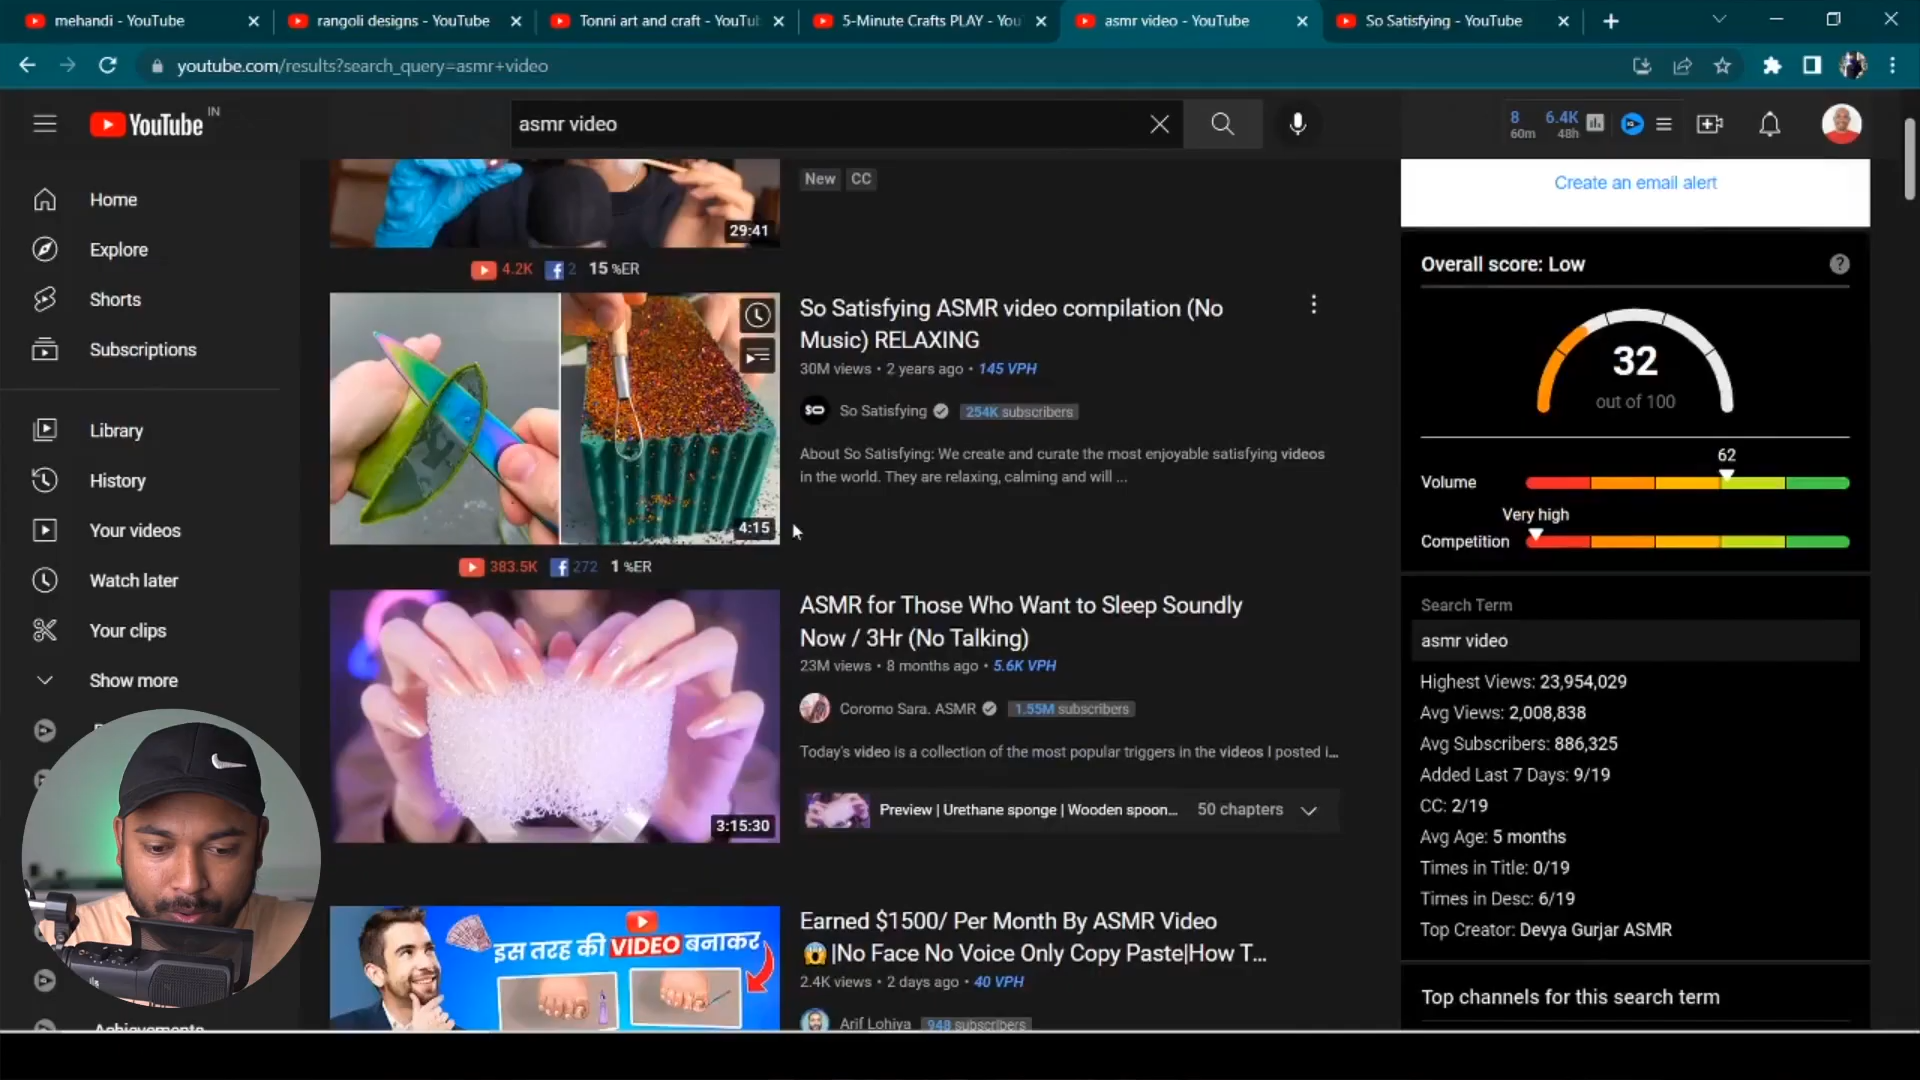 mehandi - YouTube
rangoli designs - YouTube
Tonni art and craft - YouTu
5-Minute Crafts PLAY - You
asmr video - YouTube
So Satisfying - YouTube
youtube.com/results?search_query=asmr+video
YouTube IN
asmr video
8
60m
6.4K
48h
Home
Explore
Shorts
Subscriptions
Library
History
Your videos
Watch later
Your clips
Show more
Achievements
29:41
New CC
4.2K 2 15 %ER
So Satisfying ASMR video compilation (No
Music) RELAXING
30M views • 2 years ago • 145 VPH
So Satisfying 254K subscribers
About So Satisfying: We create and curate the most enjoyable satisfying videos
in the world. They are relaxing, calming and will ...
4:15
383.5K 272 1 %ER
ASMR for Those Who Want to Sleep Soundly
Now / 3Hr (No Talking)
23M views • 8 months ago • 5.6K VPH
Coromo Sara. ASMR 1.55M subscribers
Today's video is a collection of the most popular triggers in the videos I posted i...
Preview | Urethane sponge | Wooden spoon... 50 chapters
3:15:30
इस तरह की VIDEO बनाकर
Earned $1500/ Per Month By ASMR Video
😱|No Face No Voice Only Copy Paste|How T...
2.4K views • 2 days ago • 40 VPH
Arif Lohiya 948 subscribers
Create an email alert
Overall score: Low
32
out of 100
62
Volume
Very high
Competition
Search Term
asmr video
Highest Views: 23,954,029
Avg Views: 2,008,838
Avg Subscribers: 886,325
Added Last 7 Days: 9/19
CC: 2/19
Avg Age: 5 months
Times in Title: 0/19
Times in Desc: 6/19
Top Creator: Devya Gurjar ASMR
Top channels for this search term